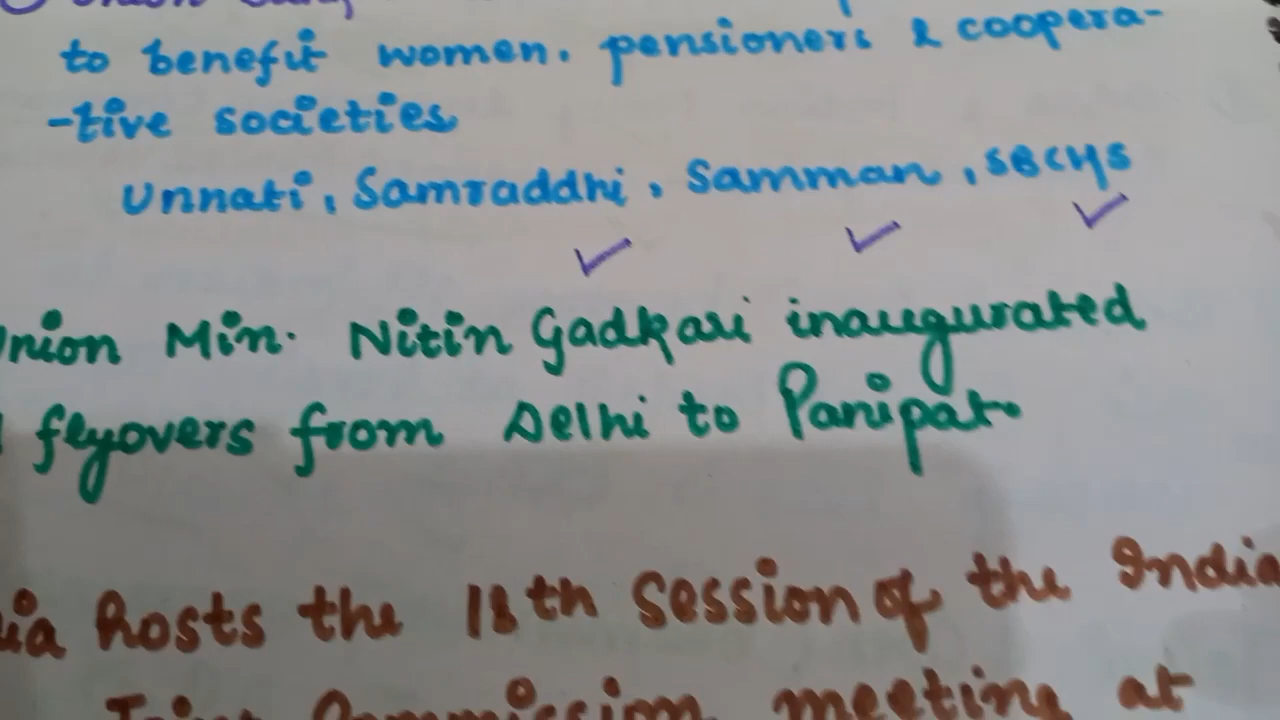 to benefit women. pensioners & coopera-
-tive societies
Unnati, Samraddhi, Samman, SBCHS
Union Min. Nitin Gadkari inaugurated
flyovers from Delhi to Panipat.
hosts the 18th Session of the India
Joint Commission meeting at